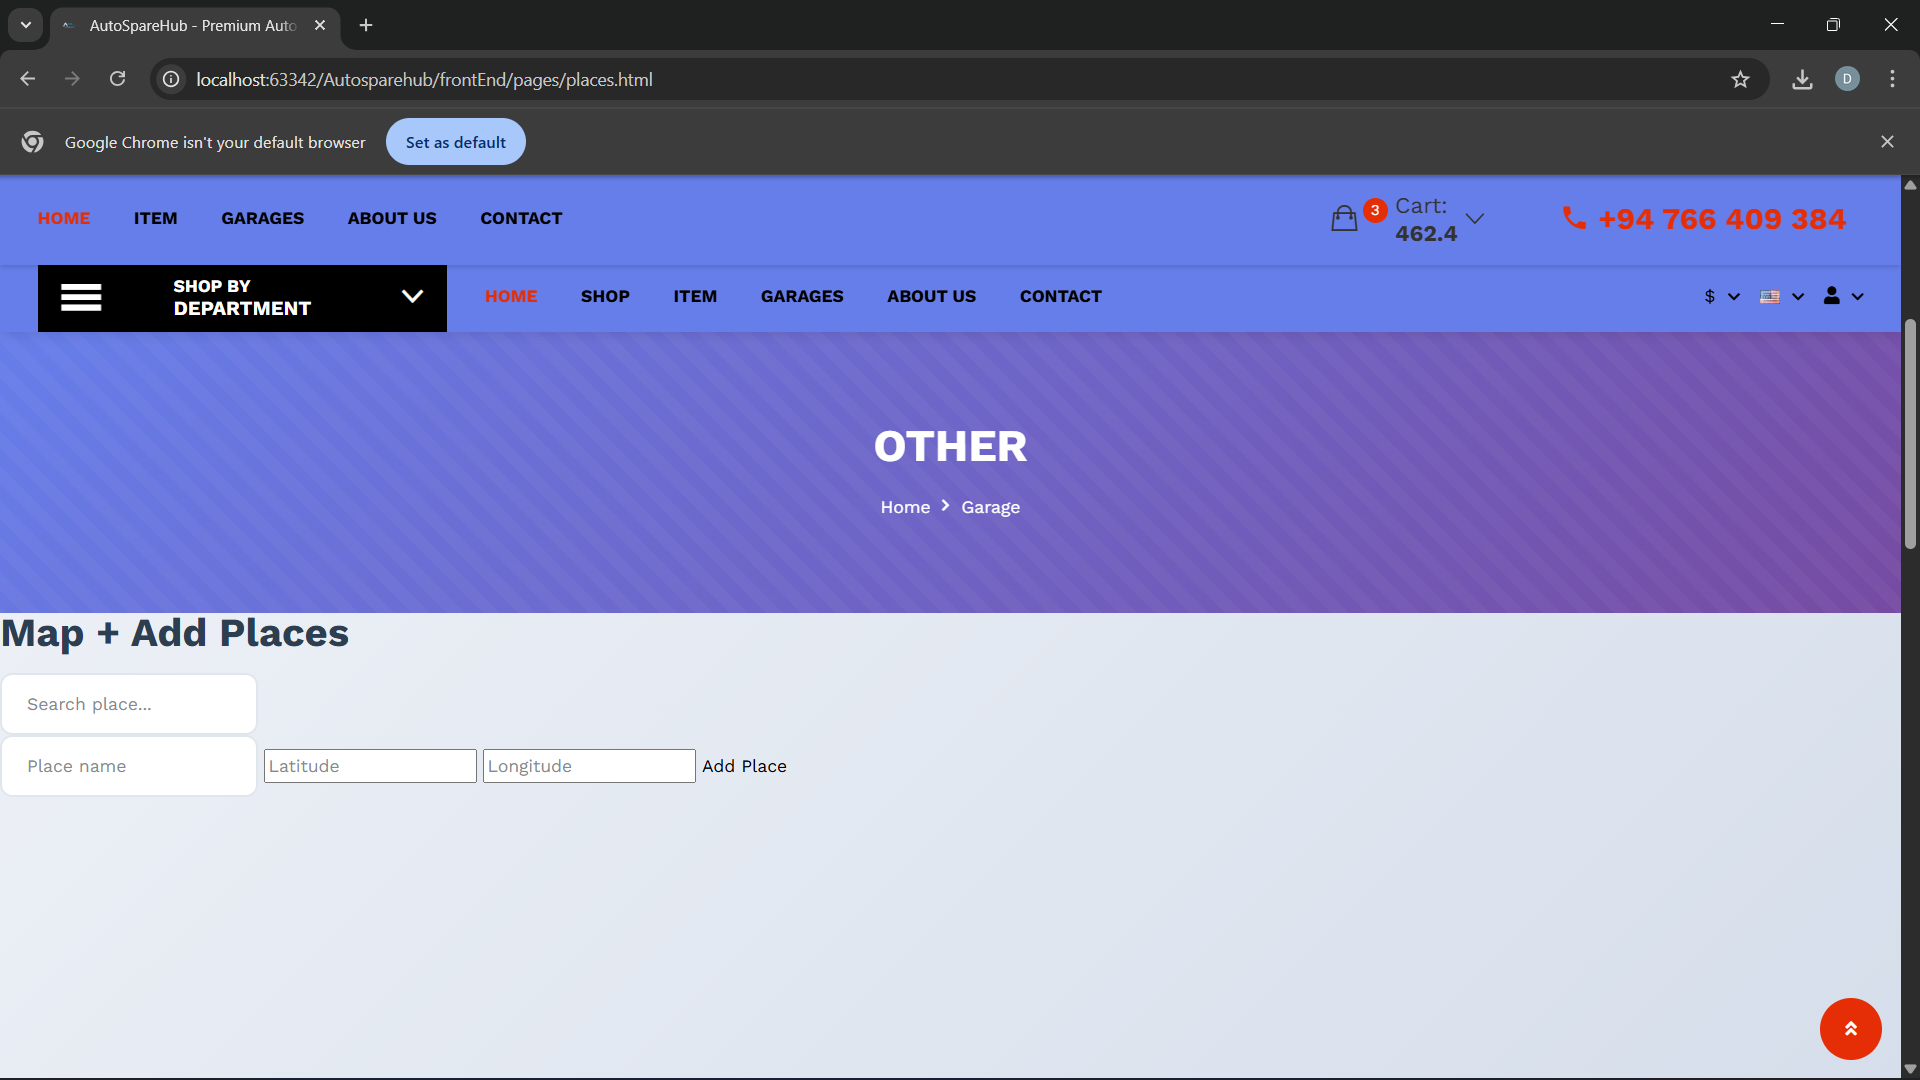 AutoSpareHub - Premium Auto
localhost:63342/Autosparehub/frontEnd/pages/places.html
D
Google Chrome isn't your default browser
Set as default
HOME ITEM GARAGES ABOUT US CONTACT
3
Cart:
462.4
+94 766 409 384
SHOP BY
DEPARTMENT
HOME SHOP ITEM GARAGES ABOUT US CONTACT
$
OTHER
Home Garage
Map + Add Places
Search place...
Place name Latitude Longitude Add Place